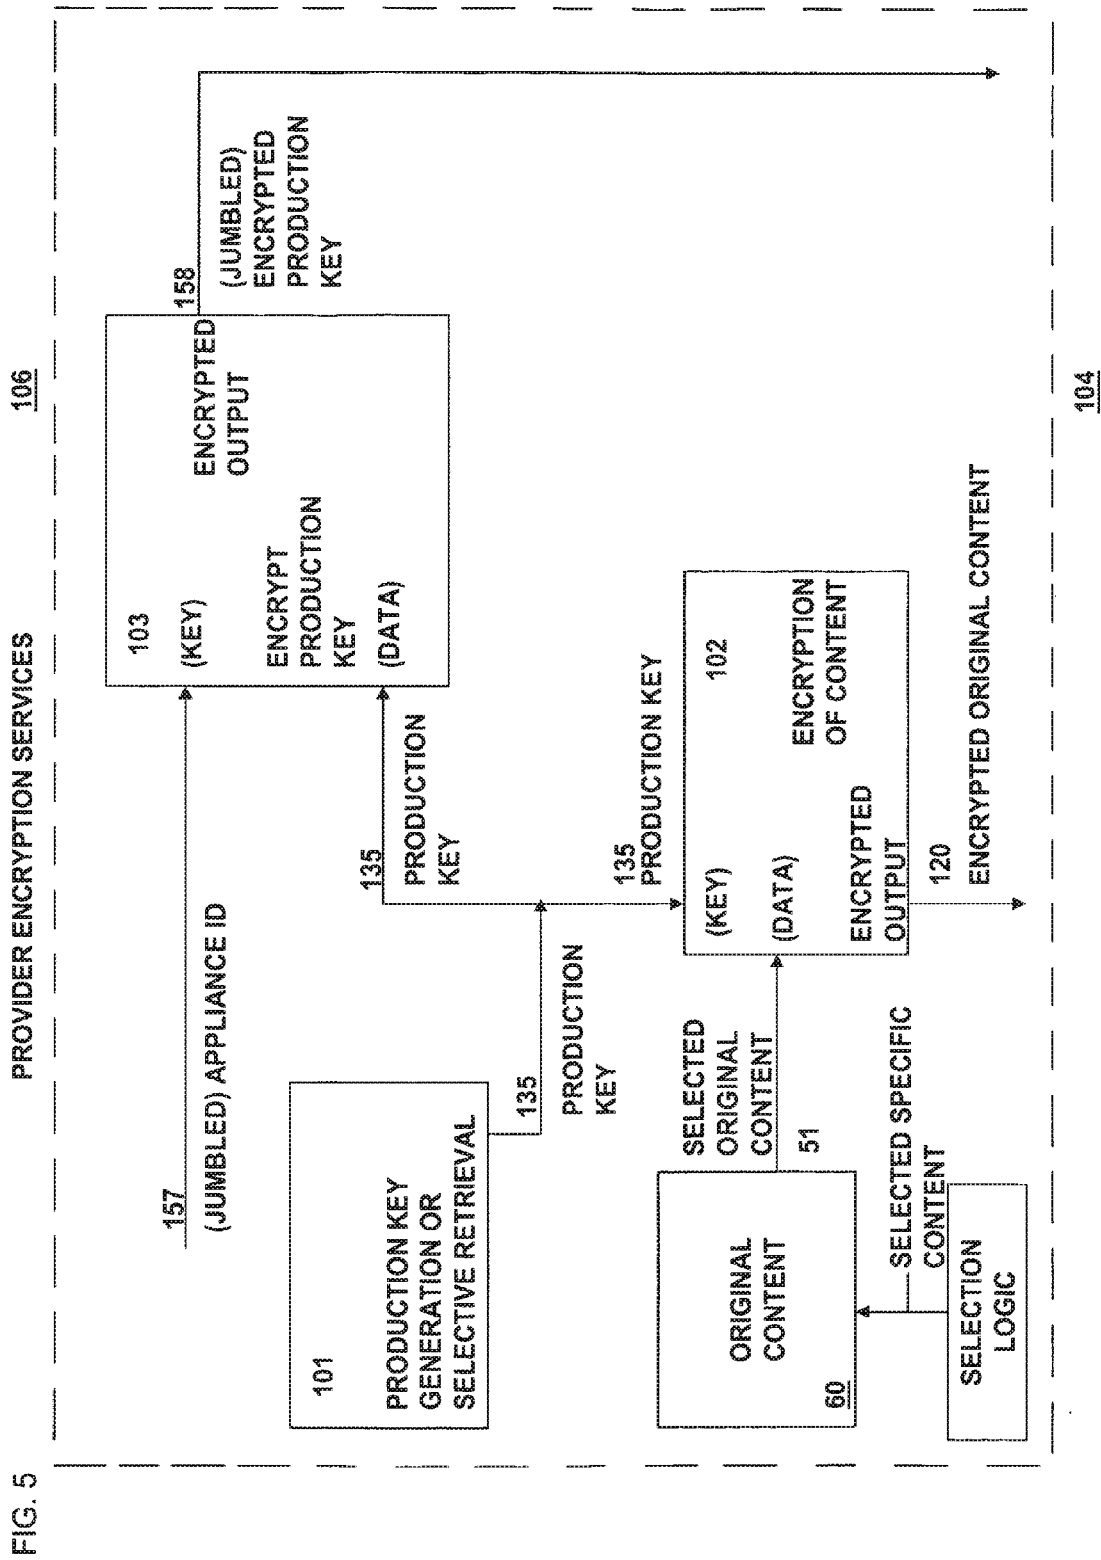 FIG. 5
PROVIDER ENCRYPTION SERVICES
106
157
(JUMBLED) APPLIANCE ID
103
(KEY)
ENCRYPT
PRODUCTION
KEY
(DATA)
ENCRYPTED
OUTPUT
158
(JUMBLED)
ENCRYPTED
PRODUCTION
KEY
101
PRODUCTION KEY
GENERATION OR
SELECTIVE RETRIEVAL
135
PRODUCTION
KEY
135
PRODUCTION
KEY
135
PRODUCTION KEY
ORIGINAL
CONTENT
60
SELECTED
ORIGINAL
CONTENT
51
(KEY)
102
(DATA)
ENCRYPTION
OF CONTENT
ENCRYPTED
OUTPUT
120
ENCRYPTED ORIGINAL CONTENT
SELECTED SPECIFIC
CONTENT
SELECTION
LOGIC
104